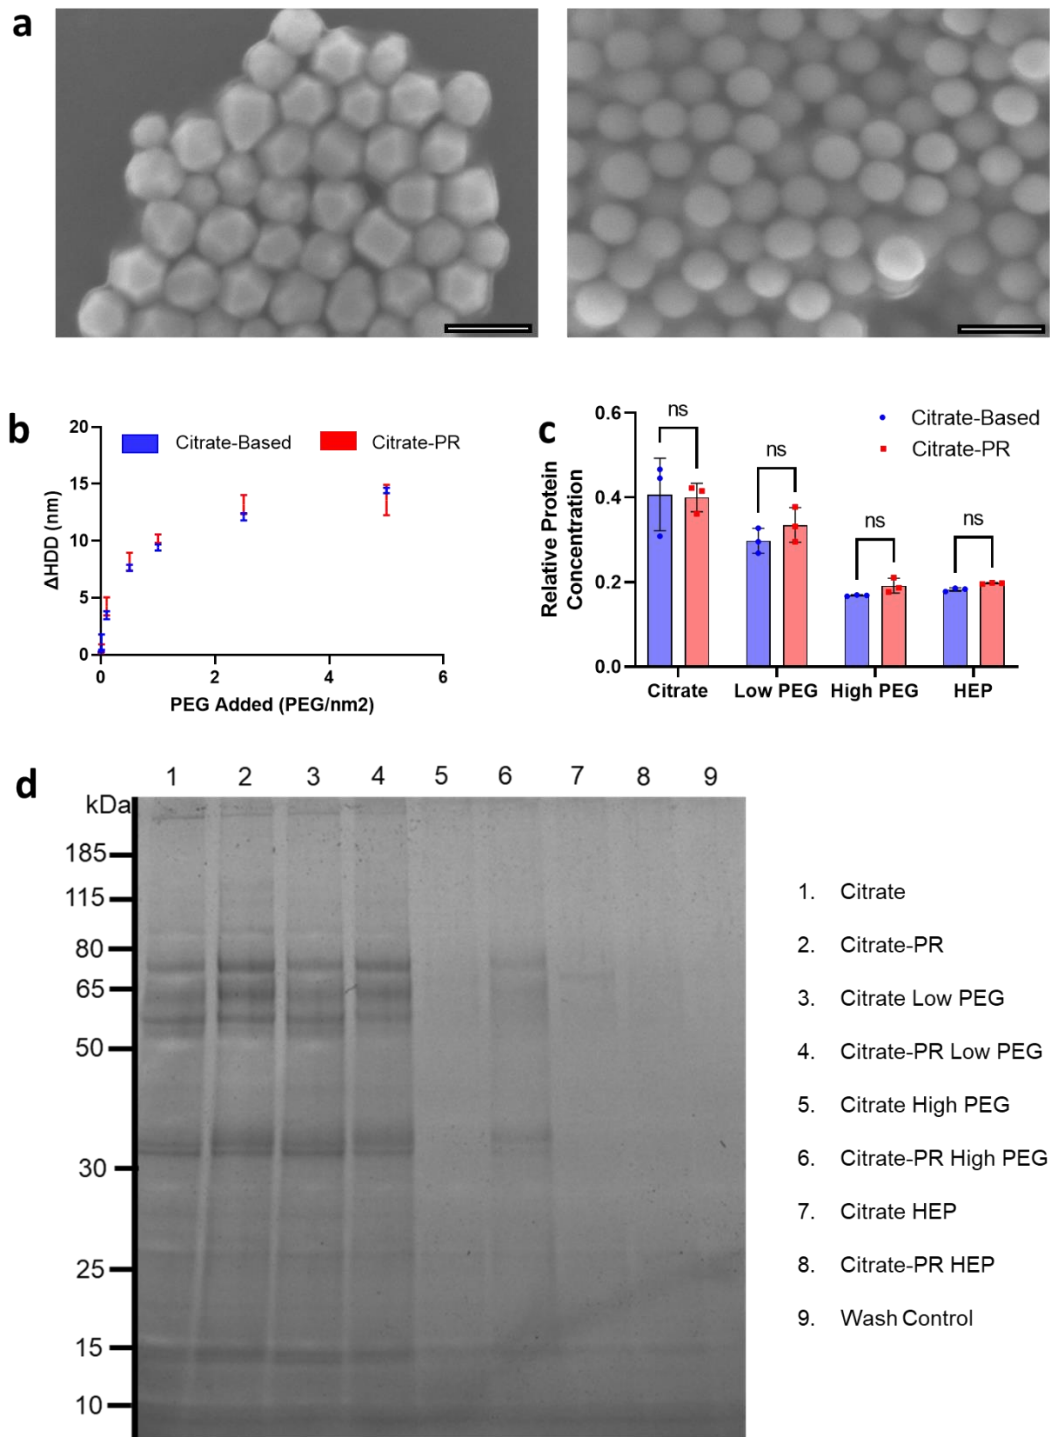 a
b
20
15
10
5
0
ΔHDD (nm)
Citrate-Based
Citrate-PR
0
2
4
6
PEG Added (PEG/nm2)
c
0.6
0.4
0.2
0.0
Relative Protein
Concentration
ns
ns
ns
ns
Citrate-Based
Citrate-PR
Citrate
Low PEG
High PEG
HEP
d
1 2 3 4 5 6 7 8 9
kDa
185
115
80
65
50
30
25
15
10
1. Citrate
2. Citrate-PR
3. Citrate Low PEG
4. Citrate-PR Low PEG
5. Citrate High PEG
6. Citrate-PR High PEG
7. Citrate HEP
8. Citrate-PR HEP
9. Wash Control